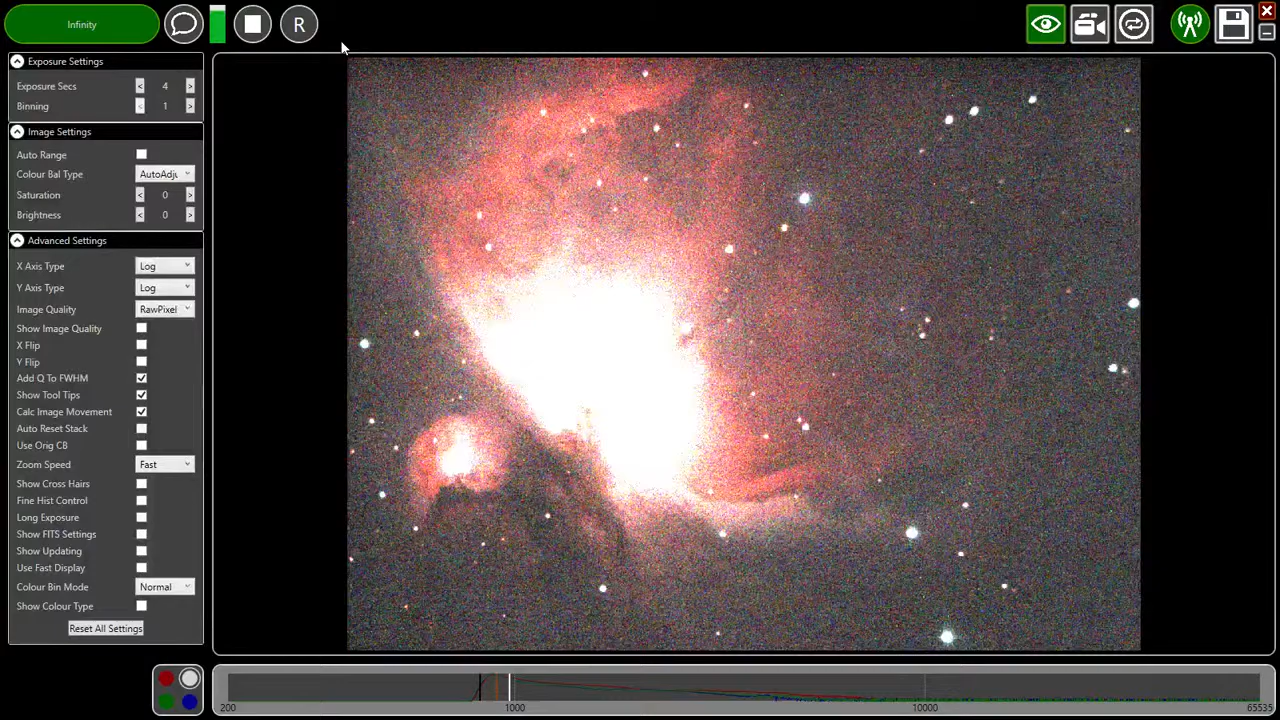 Infinity
R
Exposure Settings
Exposure Secs < 4 >
Binning < 1 >
Image Settings
Auto Range
Colour Bal Type AutoAdju
Saturation < 0 >
Brightness < 0 >
Advanced Settings
X Axis Type Log
Y Axis Type Log
Image Quality RawPixel
Show Image Quality
X Flip
Y Flip
Add Q To FWHM
Show Tool Tips
Calc Image Movement
Auto Reset Stack
Use Orig CB
Zoom Speed Fast
Show Cross Hairs
Fine Hist Control
Long Exposure
Show FITS Settings
Show Updating
Use Fast Display
Colour Bin Mode Normal
Show Colour Type
Reset All Settings
200 1000 10000 65535